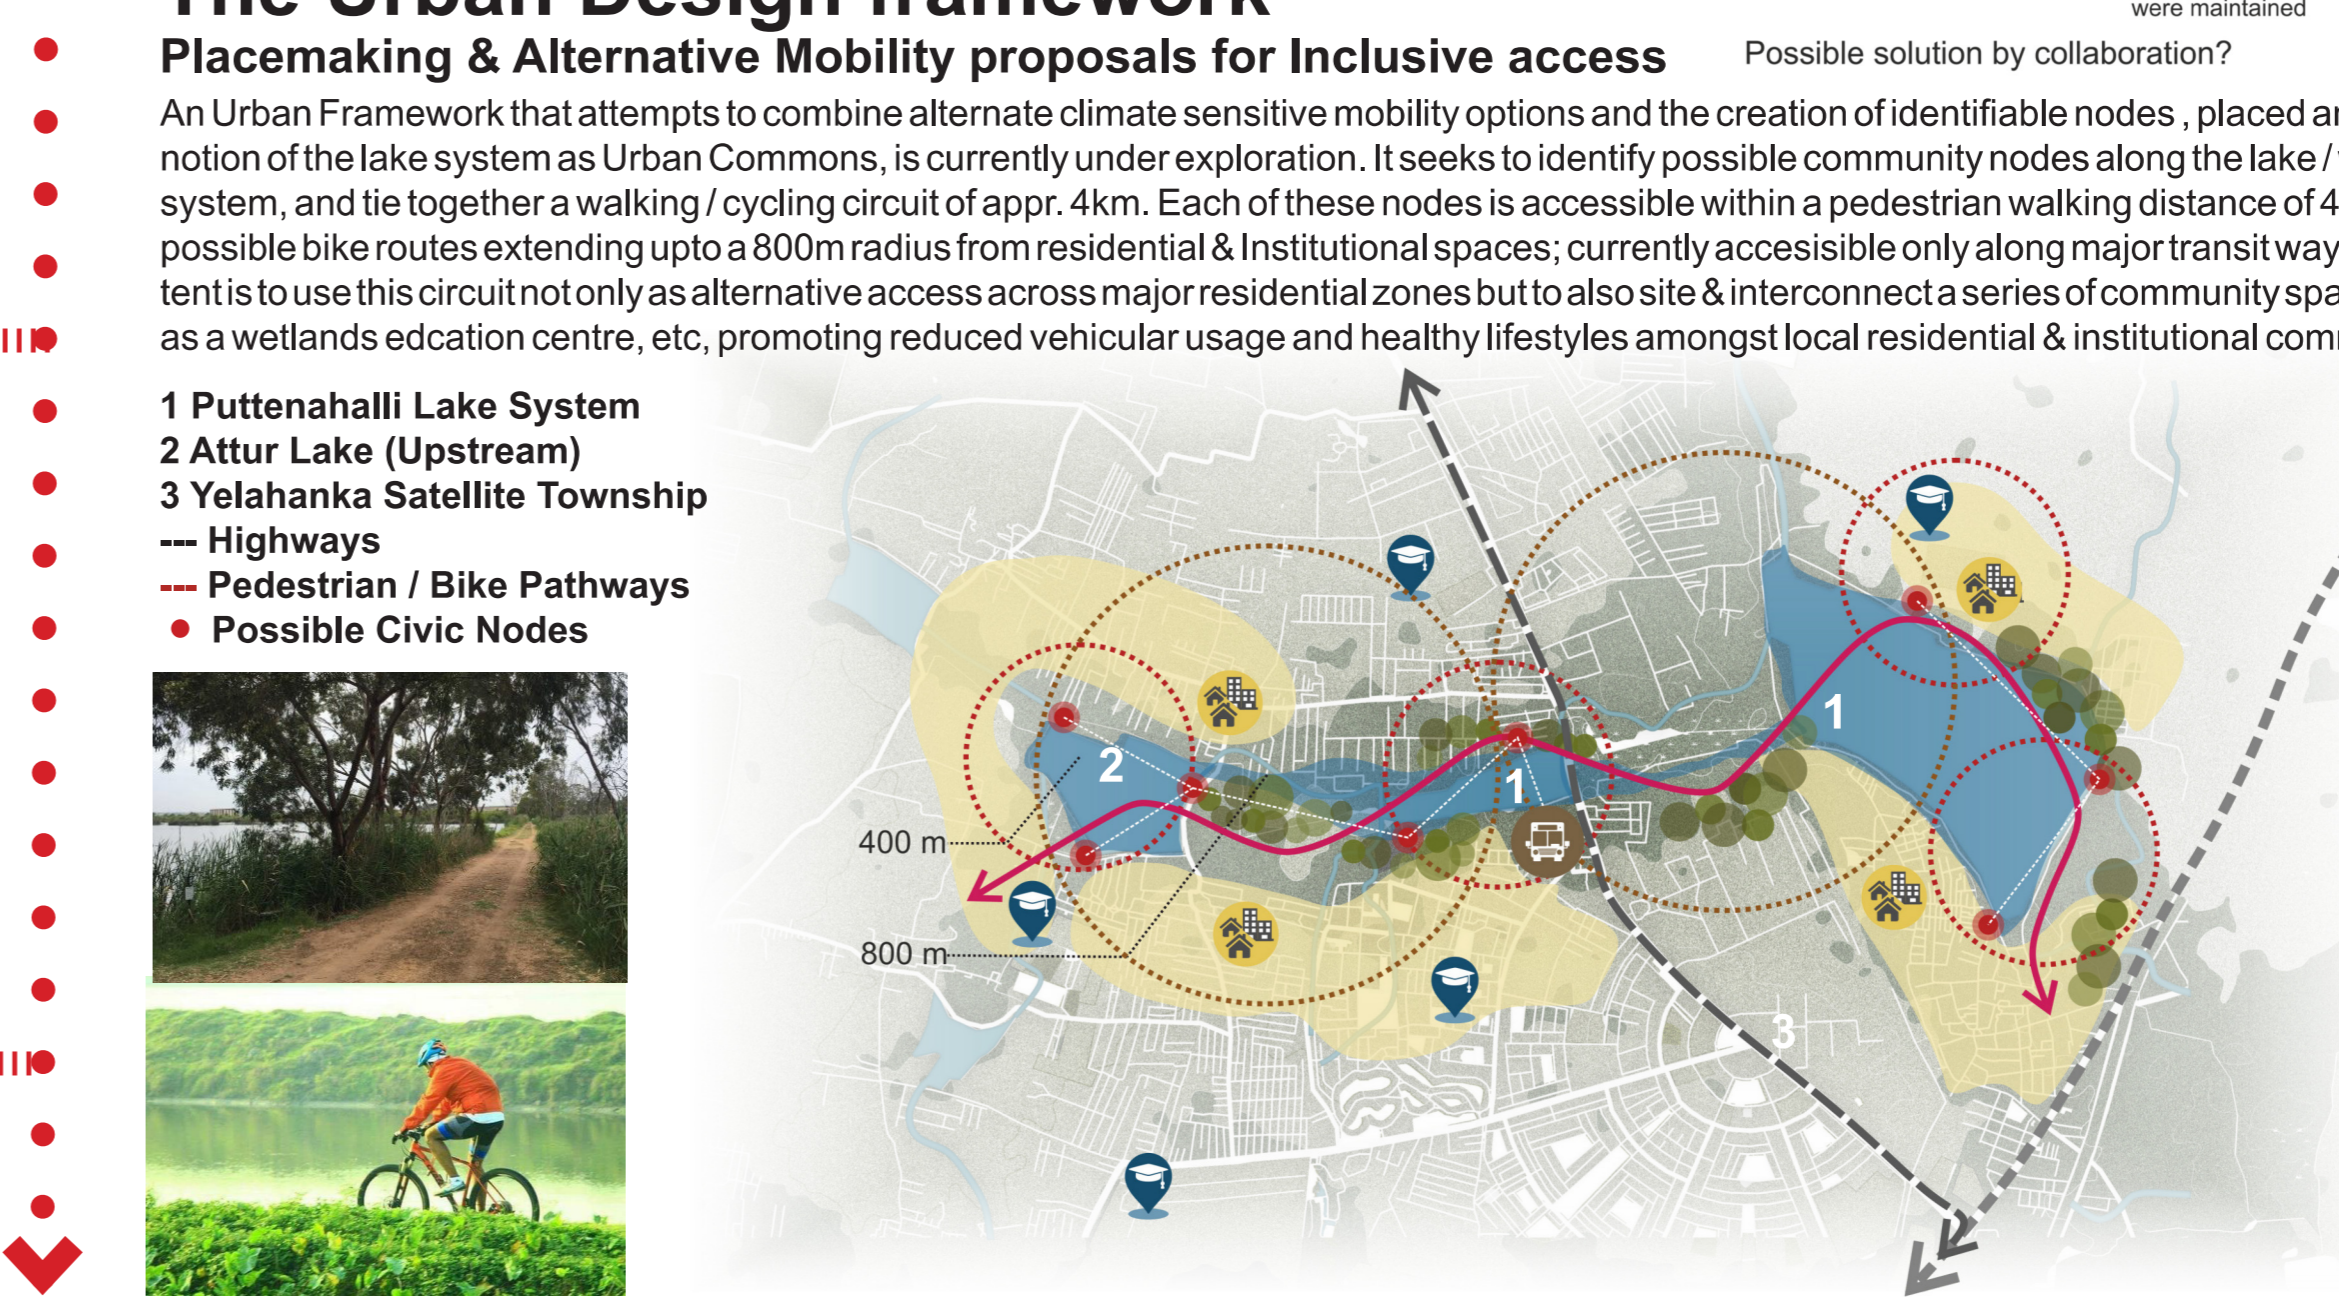 The Urban Design framework
were maintained
Placemaking & Alternative Mobility proposals for Inclusive access
Possible solution by collaboration?
An Urban Framework that attempts to combine alternate climate sensitive mobility options and the creation of identifiable nodes , placed
notion of the lake system as Urban Commons, is currently under exploration. It seeks to identify possible community nodes along the lake /
system, and tie together a walking / cycling circuit of appr. 4km. Each of these nodes is accessible within a pedestrian walking distance of
possible bike routes extending upto a 800m radius from residential & Institutional spaces; currently accesisible only along major transit way
tent is to use this circuit not only as alternative access across major residential zones but to also site & interconnect a series of community
as a wetlands edcation centre, etc, promoting reduced vehicular usage and healthy lifestyles amongst local residential & institutional
1 Puttenahalli Lake System
2 Attur Lake (Upstream)
3 Yelahanka Satellite Township
--- Highways
--- Pedestrian / Bike Pathways
Possible Civic Nodes
1
2
1
400 m
800 m
3